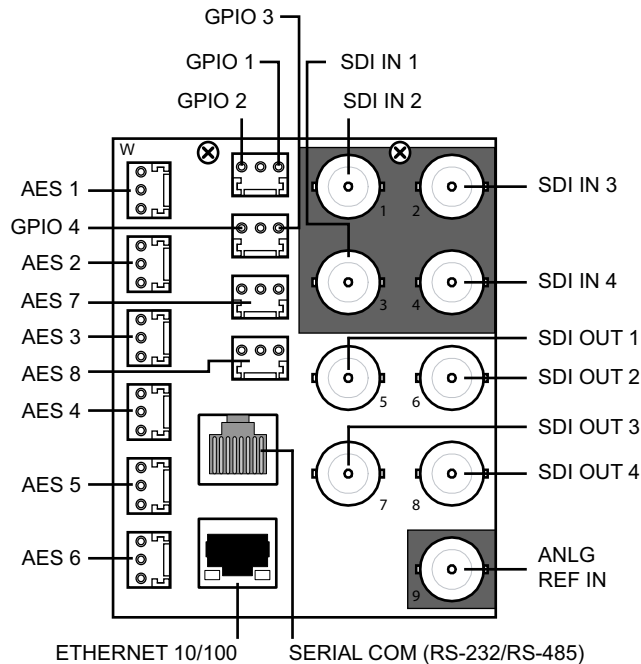 GPIO 3
GPIO 1
SDI IN 1
GPIO 2
SDI IN 2
W
AES 1
SDI IN 3
1
2
GPIO 4
AES 2
AES 7
SDI IN 4
3
4
AES 3
SDI OUT 1
AES 8
SDI OUT 2
5
6
AES 4
SDI OUT 3
SDI OUT 4
AES 5
7
8
AES 6
ANLG
REF IN
9
ETHERNET 10/100
SERIAL COM (RS-232/RS-485)